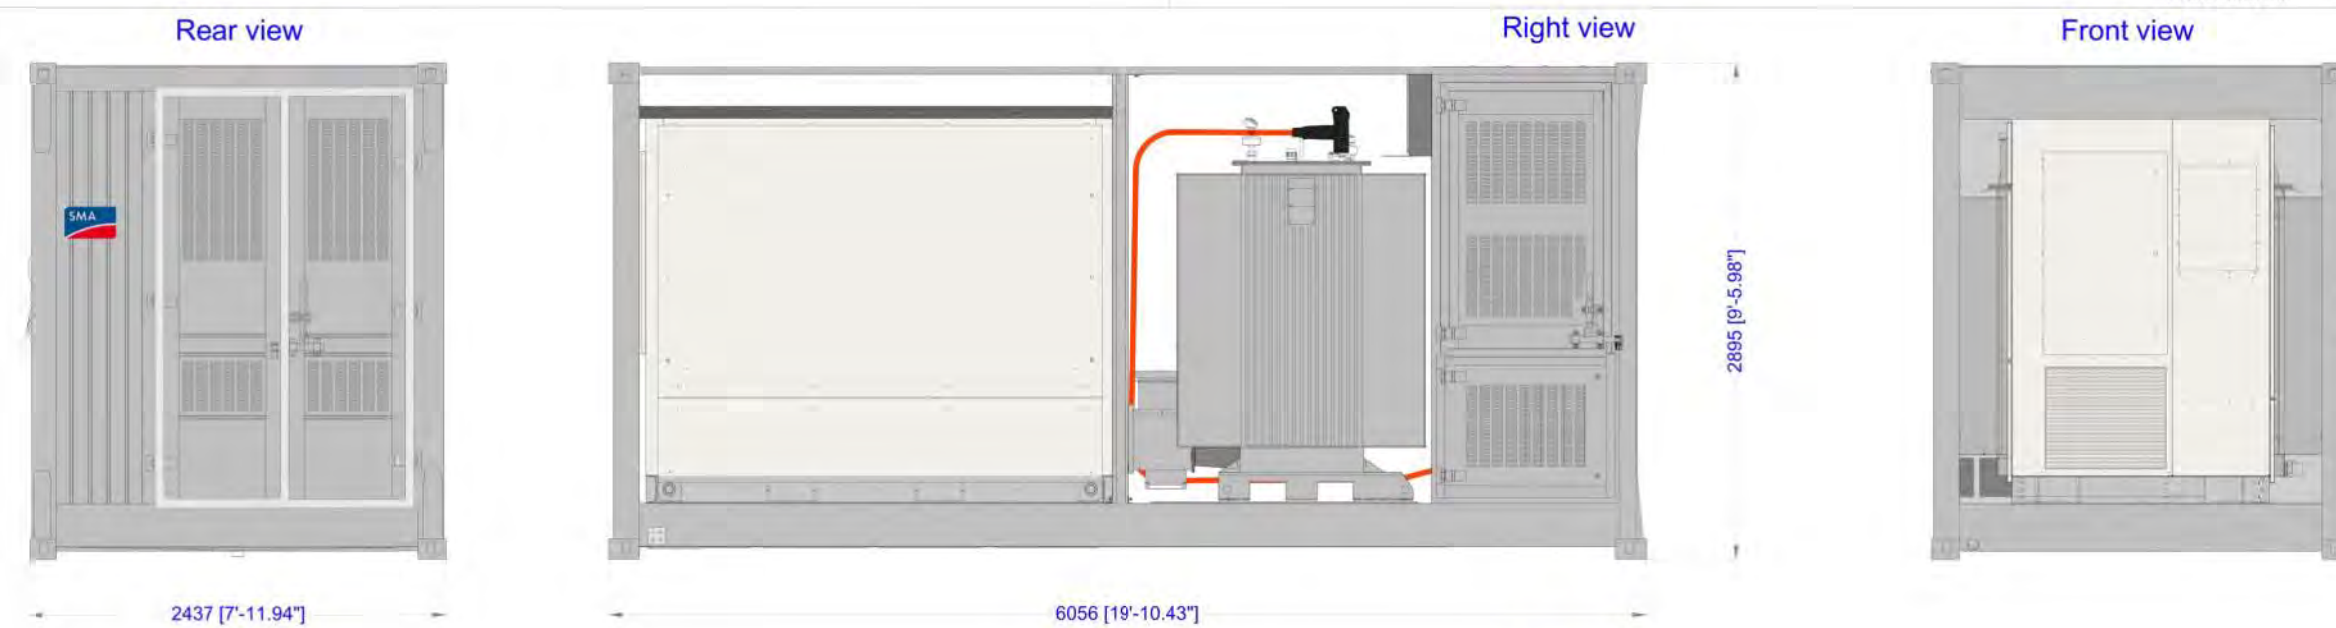 Rear view
Right view
Front view
SMA
2895 [9'-5.98"]
2437 [7'-11.94"]
6056 [19'-10.43"]